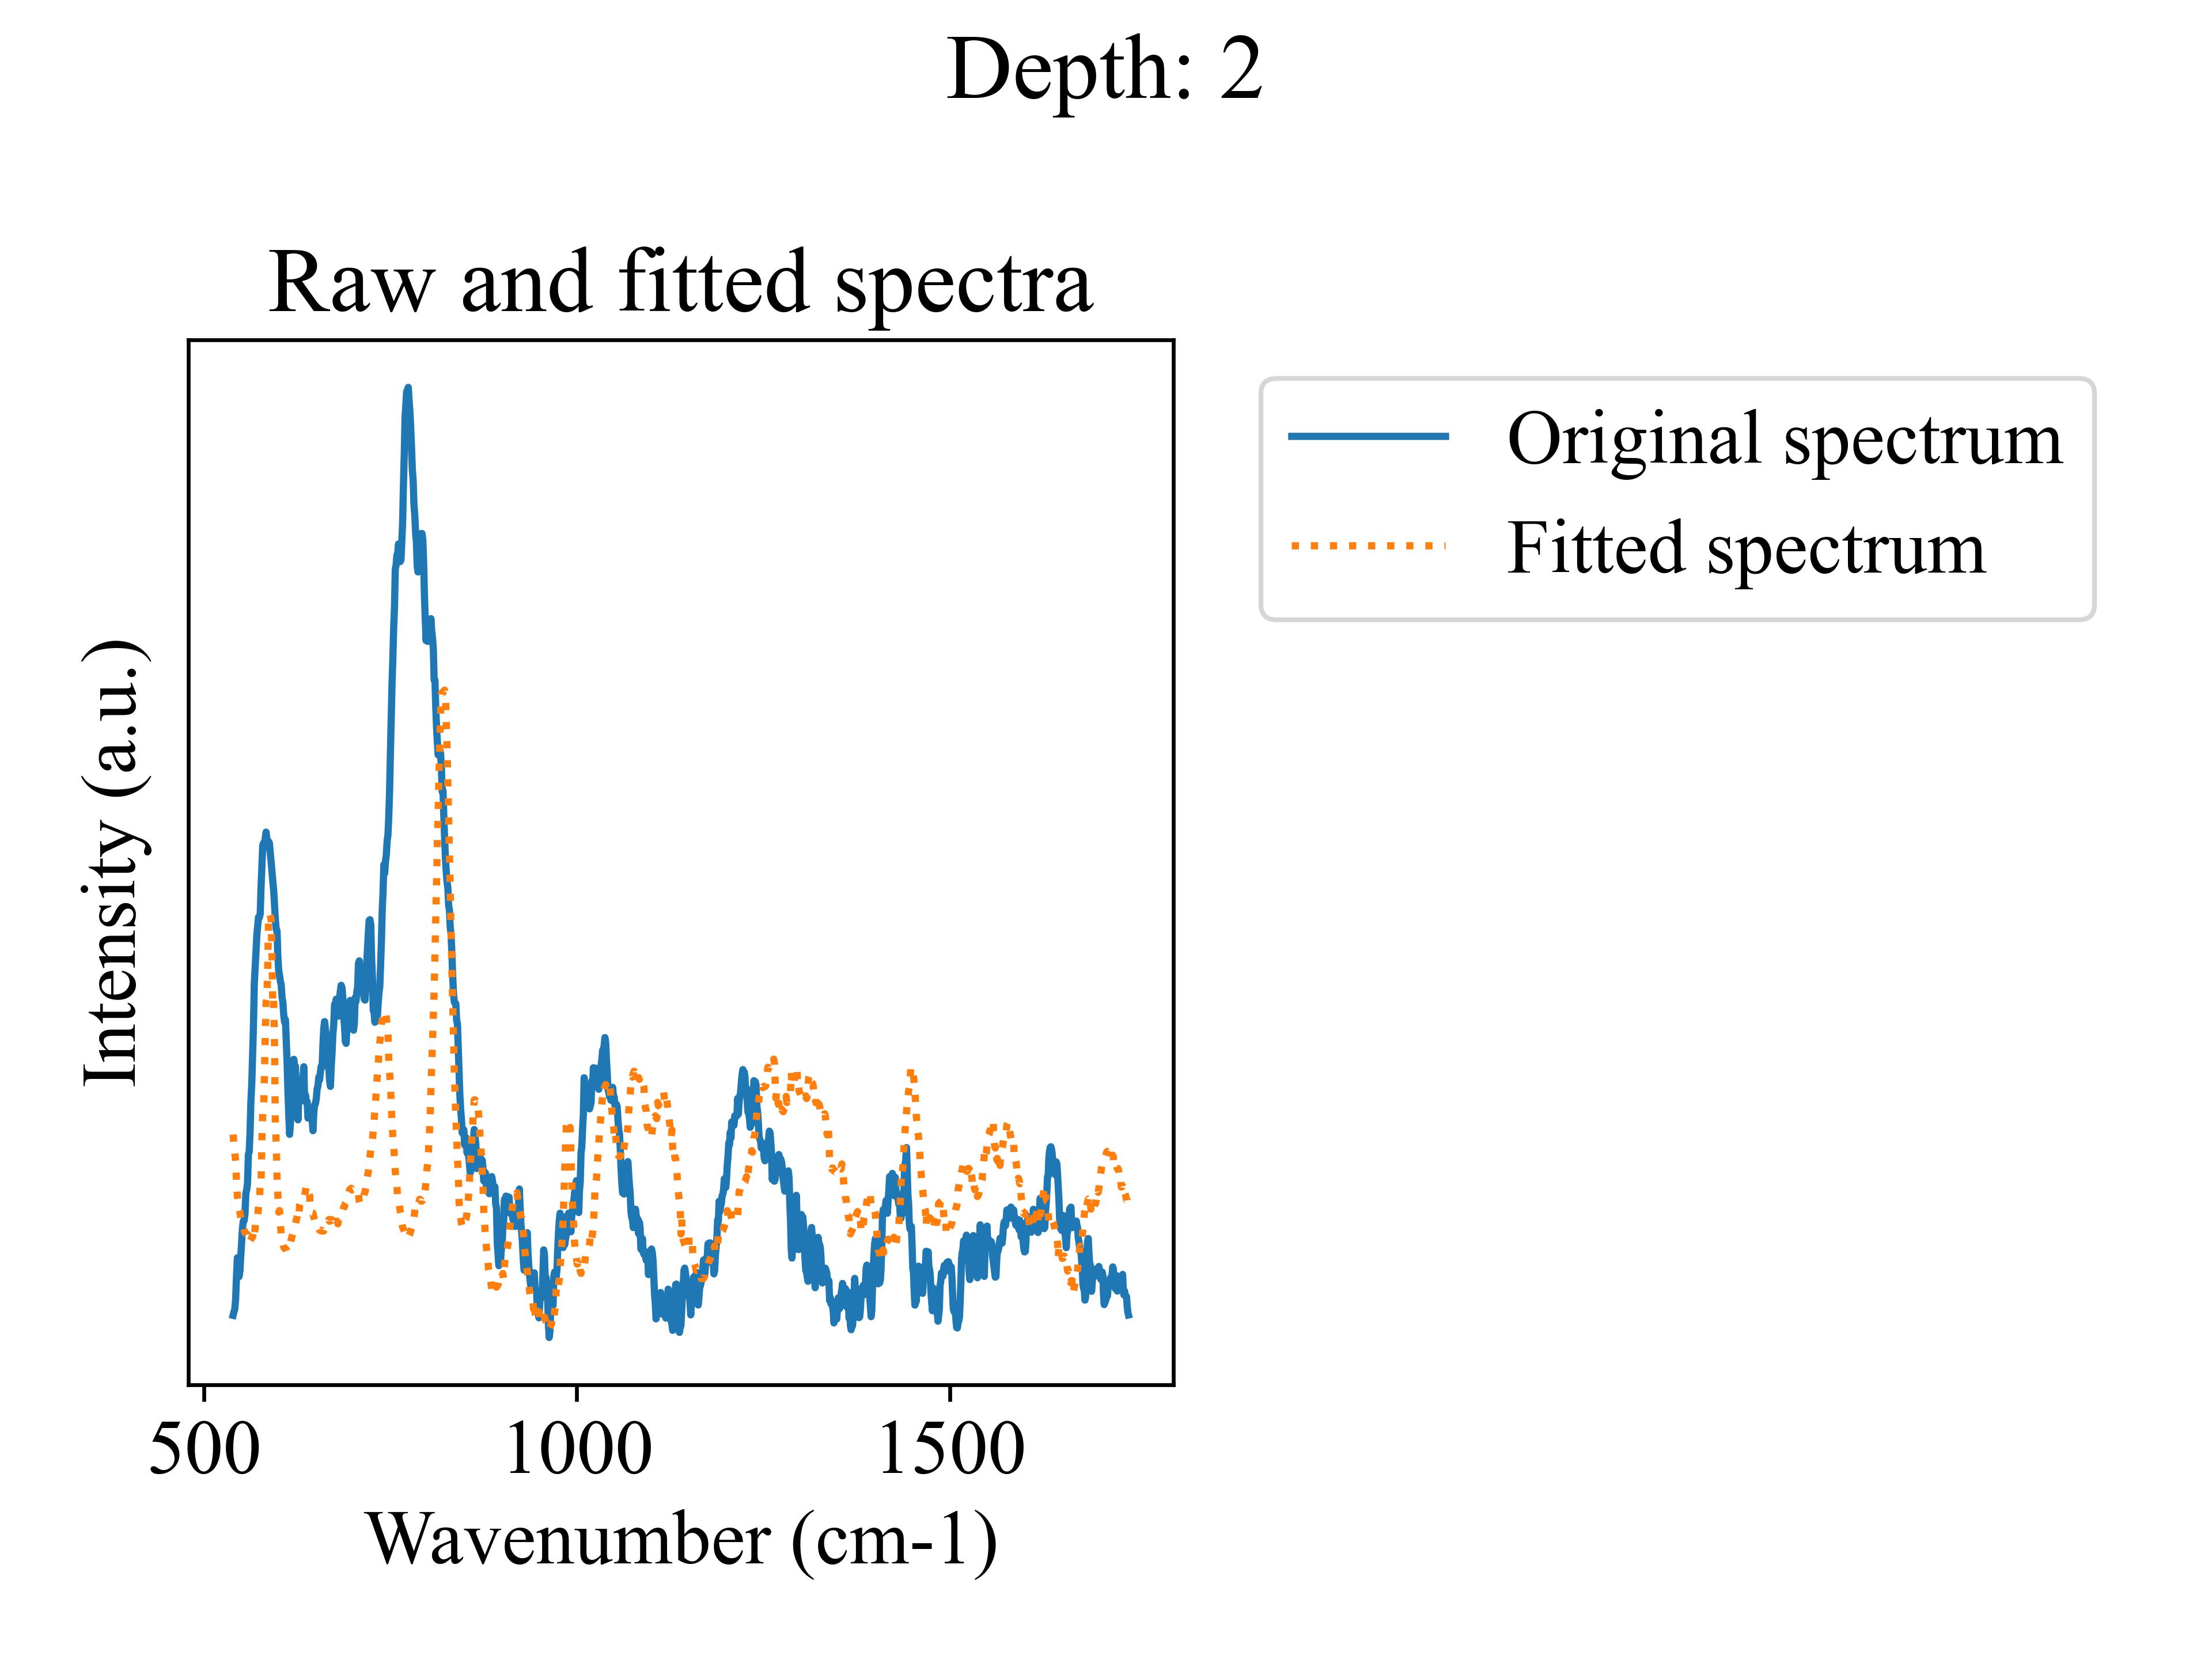 Depth: 2
Raw and fitted spectra
Original spectrum
Fitted spectrum
Intensity (a.u.)
500 1000 1500
Wavenumber (cm-1)